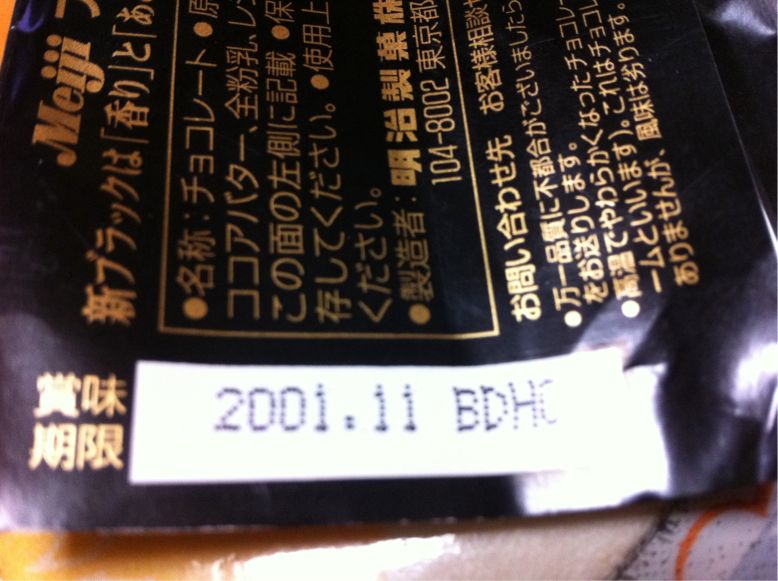 Meiji
新ブラックは「香り」と「あ
●名称：チョコレート●原
ココアバター、全粉乳、レ
この面の左側に記載●保
存してください。●使用上
ください。
●製造者：明治製菓株
104-8002 東京都
お問い合わせ先 お客様相談
●万一品質に不都合がございましたら
をお送りします。
●高温でやわらかくなったチョコレ
ームといいます)。これはチョコレ
ありませんが、風味は劣ります。
賞味
期限
2001.11 BDH